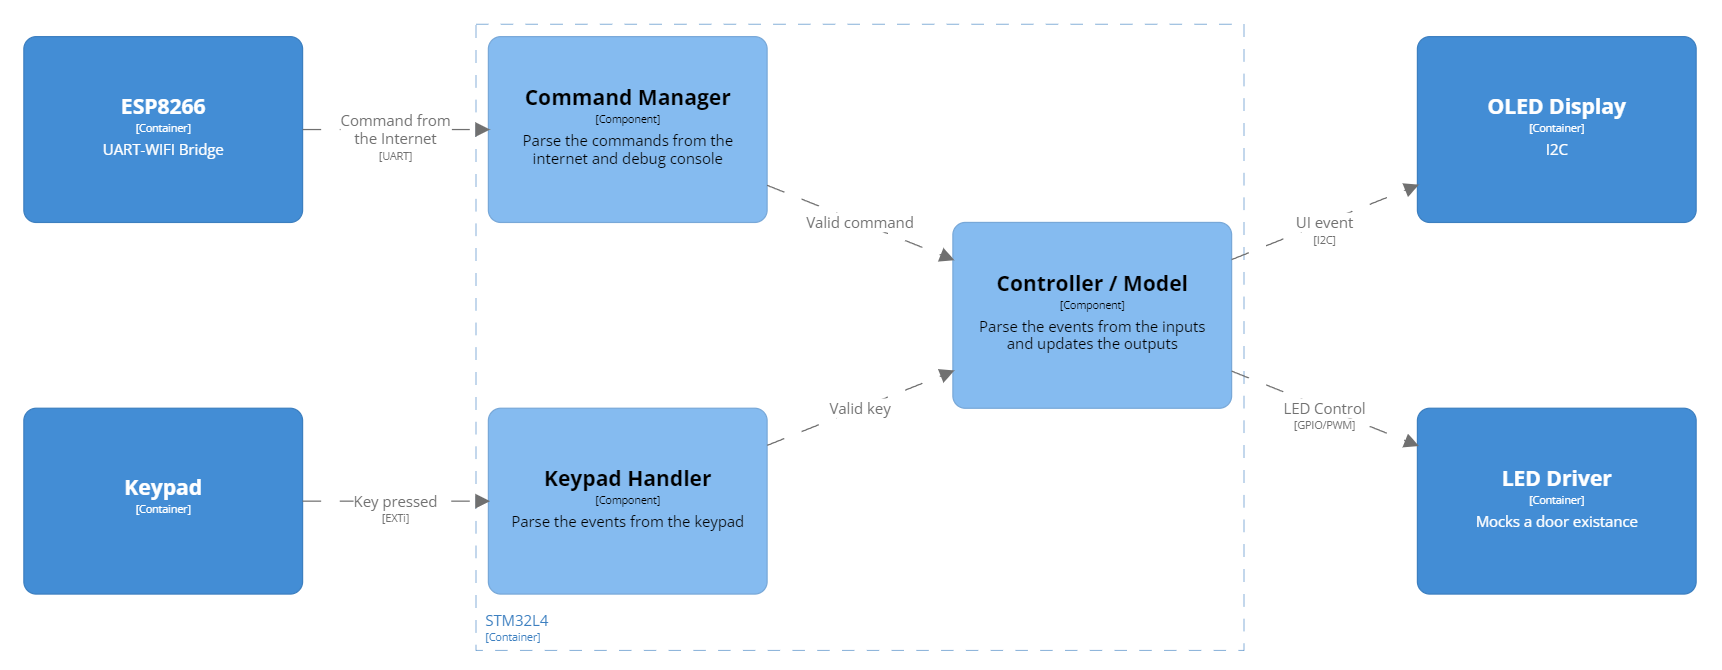 ESP8266
[Container]
UART-WIFI Bridge
Command from
the Internet
[UART]
Command Manager
[Component]
Parse the commands from the
internet and debug console
Valid command
Controller / Model
[Component]
Parse the events from the inputs
and updates the outputs
UI event
[I2C]
OLED Display
[Container]
I2C
Keypad
[Container]
Key pressed
[EXTi]
Keypad Handler
[Component]
Parse the events from the keypad
Valid key
LED Control
[GPIO/PWM]
LED Driver
[Container]
Mocks a door existance
STM32L4
[Container]